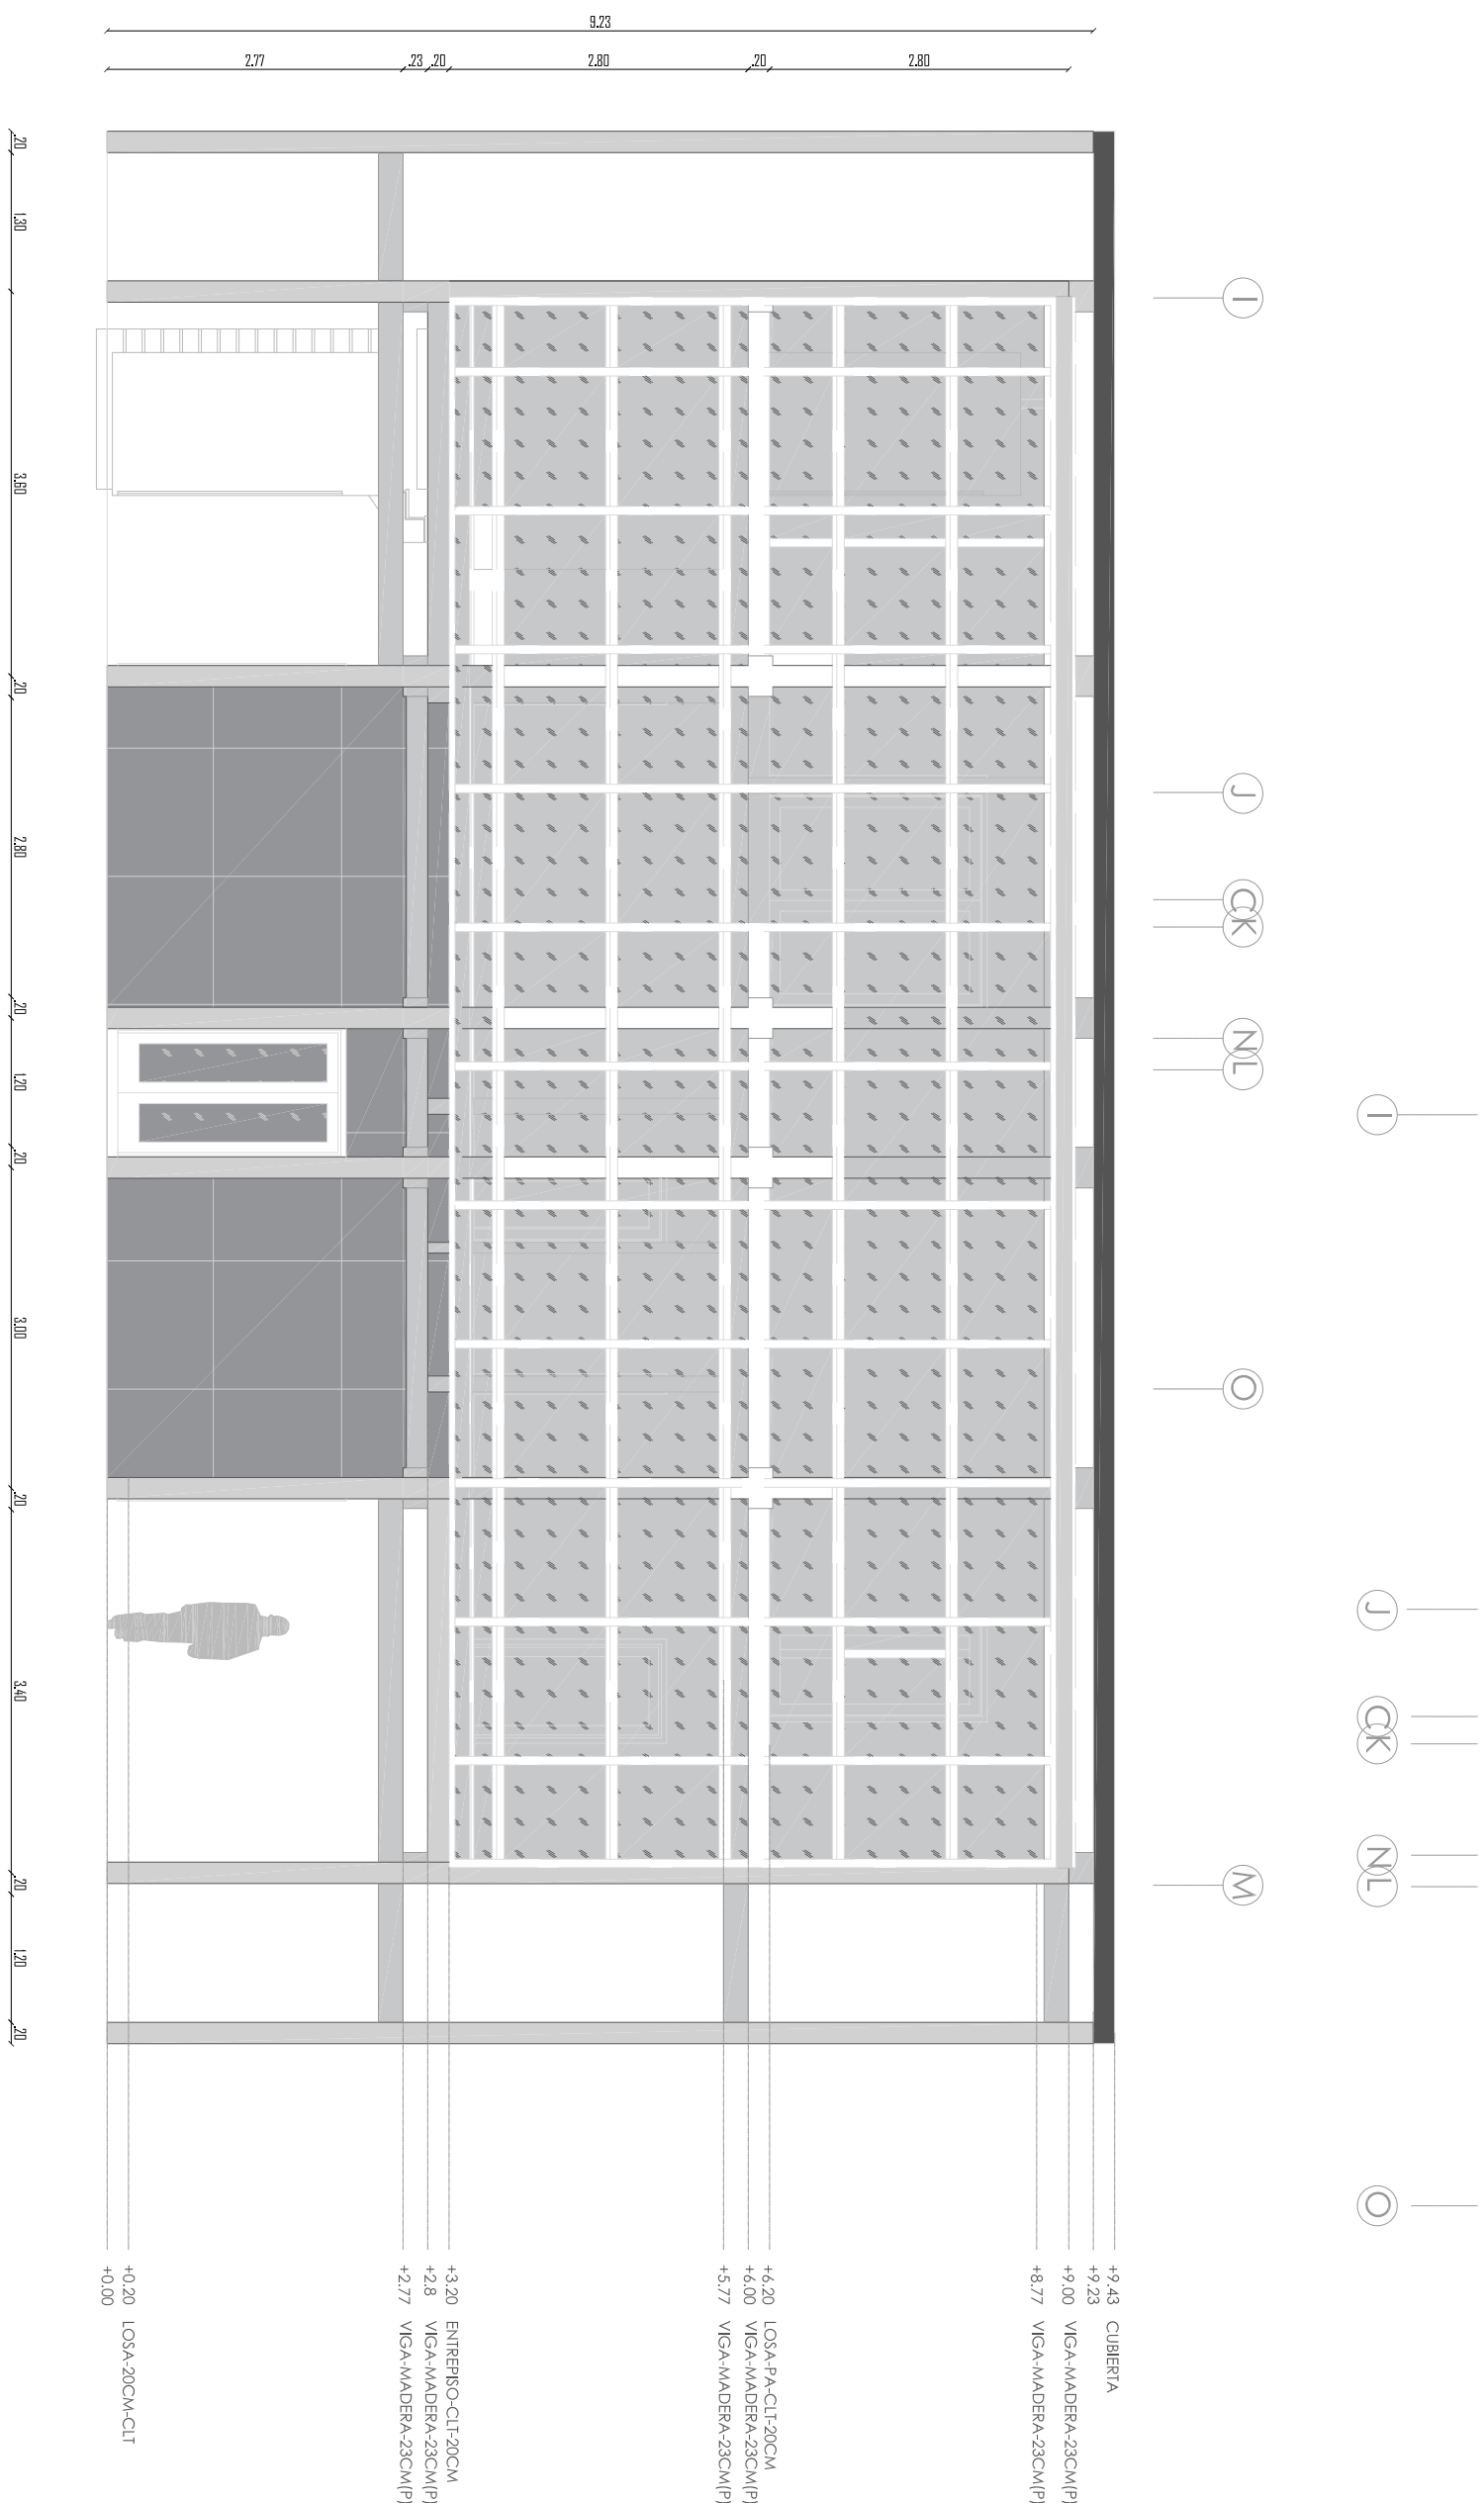 9.23
2.77
.23
.20
2.80
.20
2.80
.20
1.30
3.60
.20
2.80
.20
1.20
.20
3.00
.20
3.40
.20
1.20
.20
I
J
C
K
N
L
O
M
I
J
C
K
N
L
O
+9.43 CUBIERTA
+9.23
+9.00 VIGA-MADERA-23CM(P)
+8.77 VIGA-MADERA-23CM(P)
+6.20 LOSA-PA-CLT-20CM
+6.00 VIGA-MADERA-23CM(P)
+5.77 VIGA-MADERA-23CM(P)
+3.20 ENTREPISO-CLT-20CM
+2.8 VIGA-MADERA-23CM(P)
+2.77 VIGA-MADERA-23CM(P)
+0.20 LOSA-20CM-CLT
+0.00